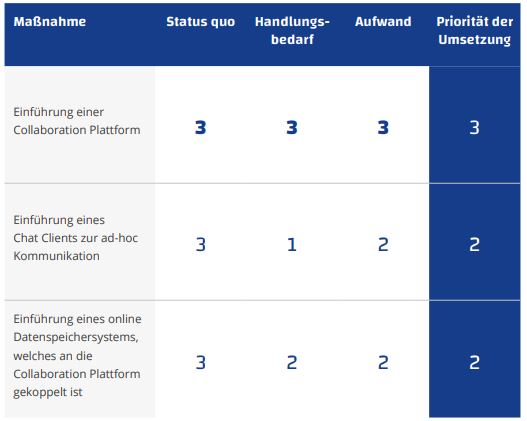 Maßnahme Status quo Handlungs- Aufwand Priorität der
bedarf Umsetzung
Einführung einer
Collaboration Plattform 3 3 3 3
Einführung eines
Chat Clients zur ad-hoc 3 1 2 2
Kommunikation
Einführung eines online
Datenspeichersystems,
welches an die 3 2 2 2
Collaboration Plattform
gekoppelt ist